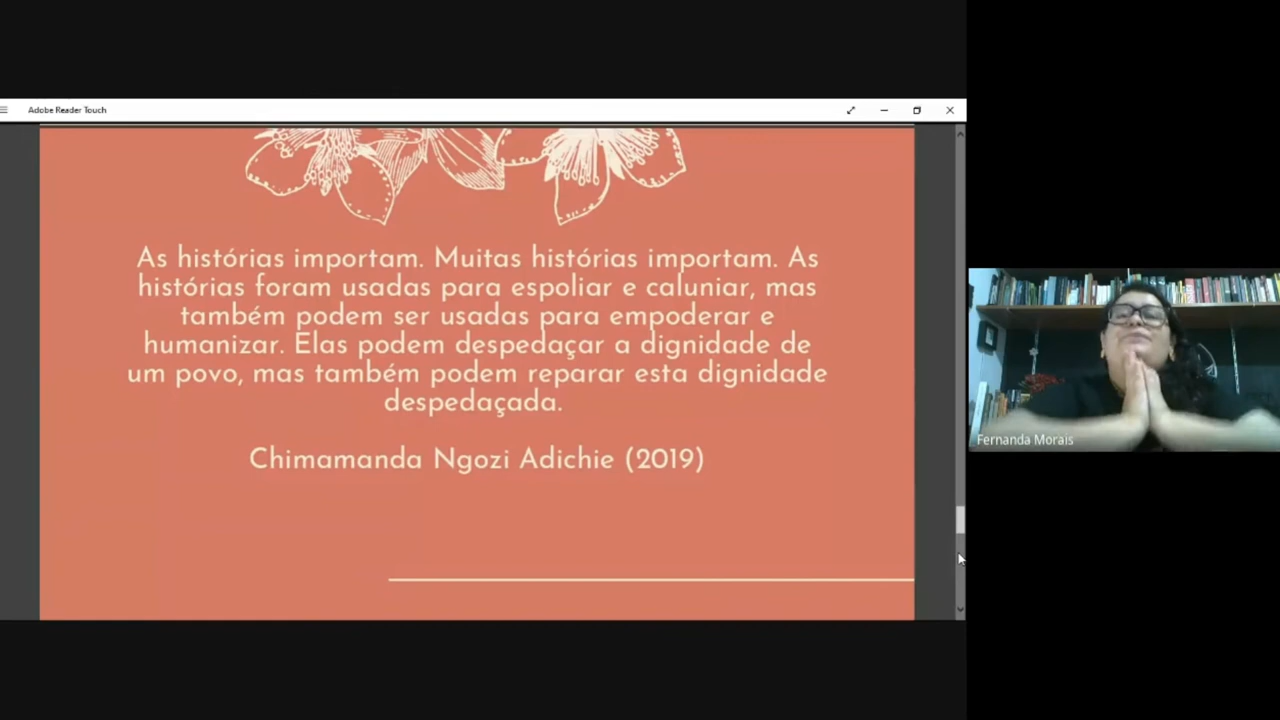 Adobe Reader Touch
As histórias importam. Muitas histórias importam. As
histórias foram usadas para espoliar e caluniar, mas
também podem ser usadas para empoderar e
humanizar. Elas podem despedaçar a dignidade de
um povo, mas também podem reparar esta dignidade
despedaçada.
Chimamanda Ngozi Adichie (2019)
Fernanda Morais